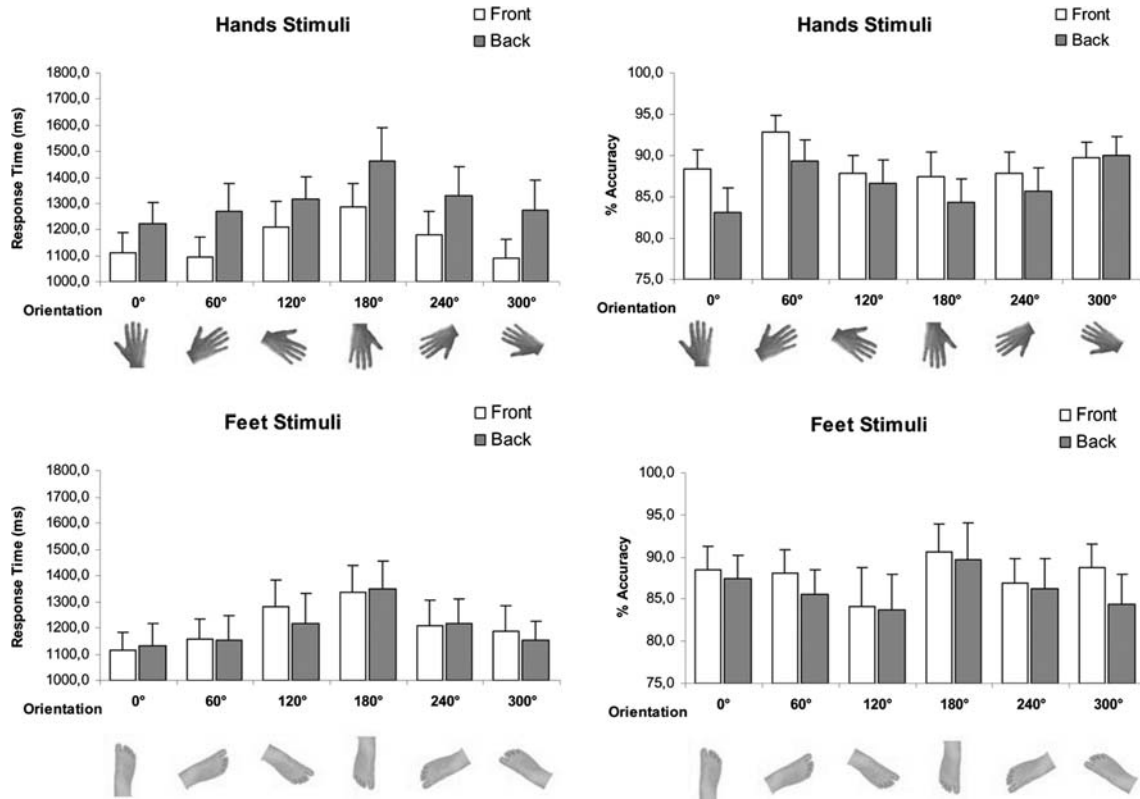 Hands Stimuli
Front
Back
Response Time (ms)
1800,0
1700,0
1600,0
1500,0
1400,0
1300,0
1200,0
1100,0
1000,0
0° 60° 120° 180° 240° 300°
Orientation
Hands Stimuli
Front
Back
% Accuracy
100,0
95,0
90,0
85,0
80,0
75,0
0° 60° 120° 180° 240° 300°
Orientation
Feet Stimuli
Front
Back
Response Time (ms)
1800,0
1700,0
1600,0
1500,0
1400,0
1300,0
1200,0
1100,0
1000,0
0° 60° 120° 180° 240° 300°
Orientation
Feet Stimuli
Front
Back
% Accuracy
100,0
95,0
90,0
85,0
80,0
75,0
0° 60° 120° 180° 240° 300°
Orientation